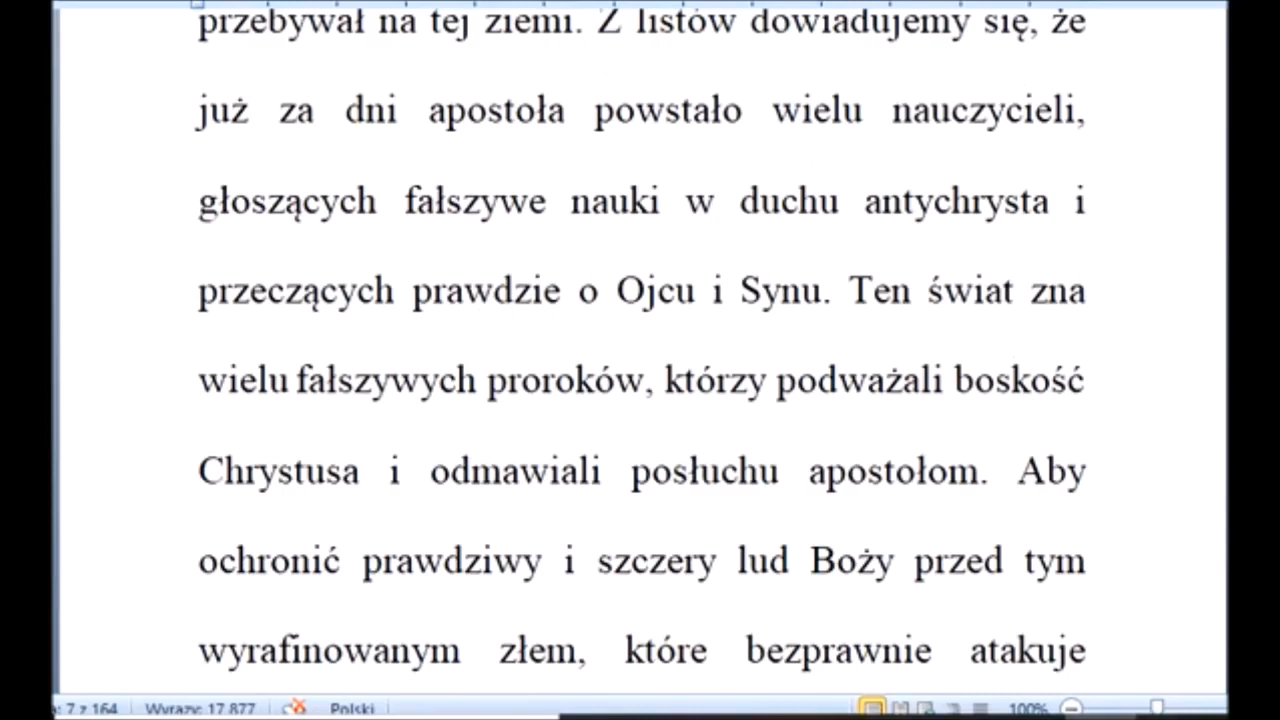 przebywał na tej ziemi. Z listów dowiadujemy się, że
już za dni apostoła powstało wielu nauczycieli,
głoszących fałszywe nauki w duchu antychrysta i
przeczących prawdzie o Ojcu i Synu. Ten świat zna
wielu fałszywych proroków, którzy podważali boskość
Chrystusa i odmawiali posłuchu apostołom. Aby
ochronić prawdziwy i szczery lud Boży przed tym
wyrafinowanym złem, które bezprawnie atakuje
: 7 z 164 Wyrazy: 17 877 Polski 100%